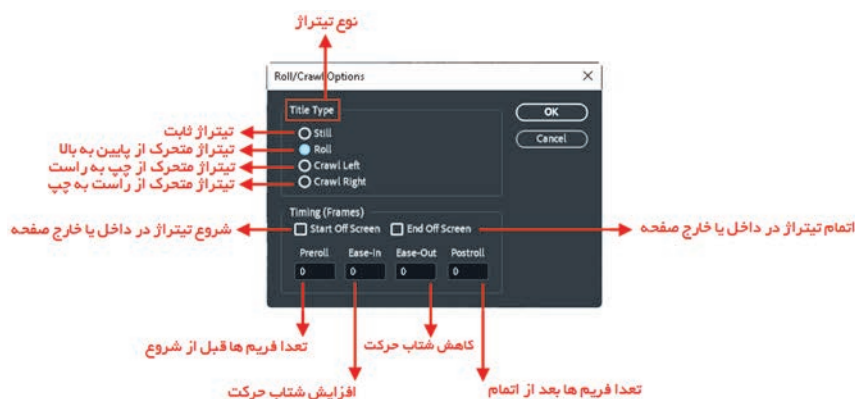 نوع تیتراژ
Roll/Crawl Options
Title Type
OK
تیتراژ ثابت
Still
Cancel
تیتراژ متحرک از پایین به بالا
Roll
تیتراژ متحرک از چپ به راست
Crawl Left
تیتراژ متحرک از راست به چپ
Crawl Right
Timing (Frames)
شروع تیتراژ در داخل یا خارج صفحه
Start Off Screen
End Off Screen
اتمام تیتراژ در داخل یا خارج صفحه
Preroll Ease-In Ease-Out Postroll
0 0 0 0
تعدا فریم ها قبل از شروع
کاهش شتاب حرکت
افزایش شتاب حرکت
تعدا فریم ها بعد از اتمام